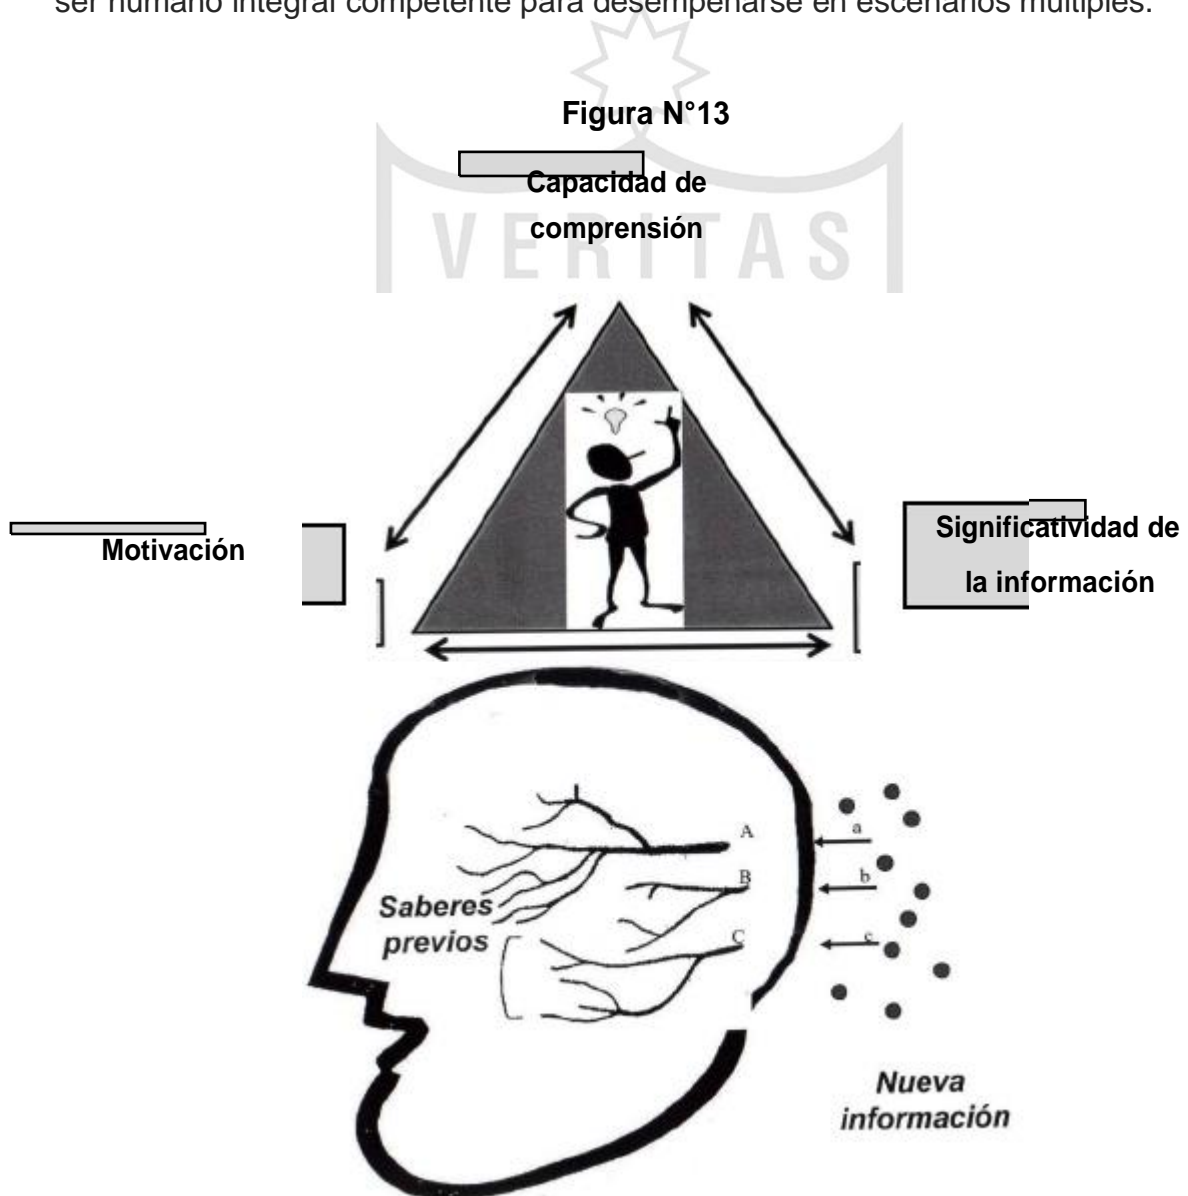 ser humano integral competente para desempeñarse en escenarios múltiples.
Figura N°13
Capacidad de
comprensión
VERITAS
Motivación
Significatividad de
la información
A
a
B
b
Saberes
previos
C
c
Nueva
información